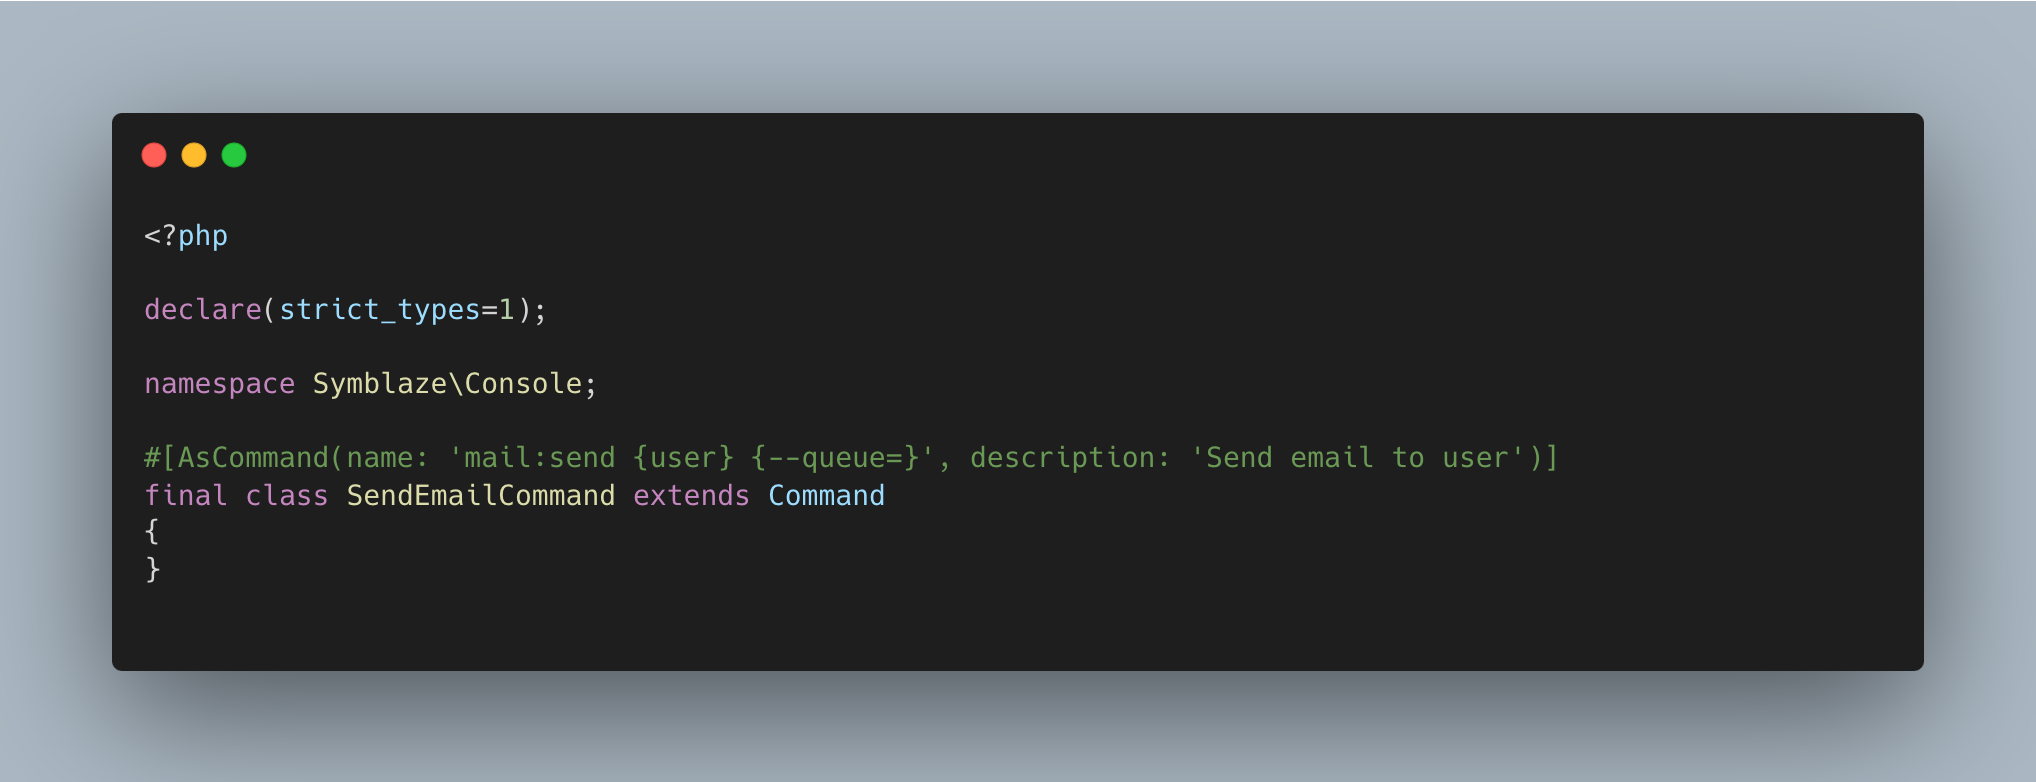 <?php
declare(strict_types=1);
namespace Symblaze\Console;
#[AsCommand(name: 'mail:send {user} {--queue=}', description: 'Send email to user')]
final class SendEmailCommand extends Command
{
}